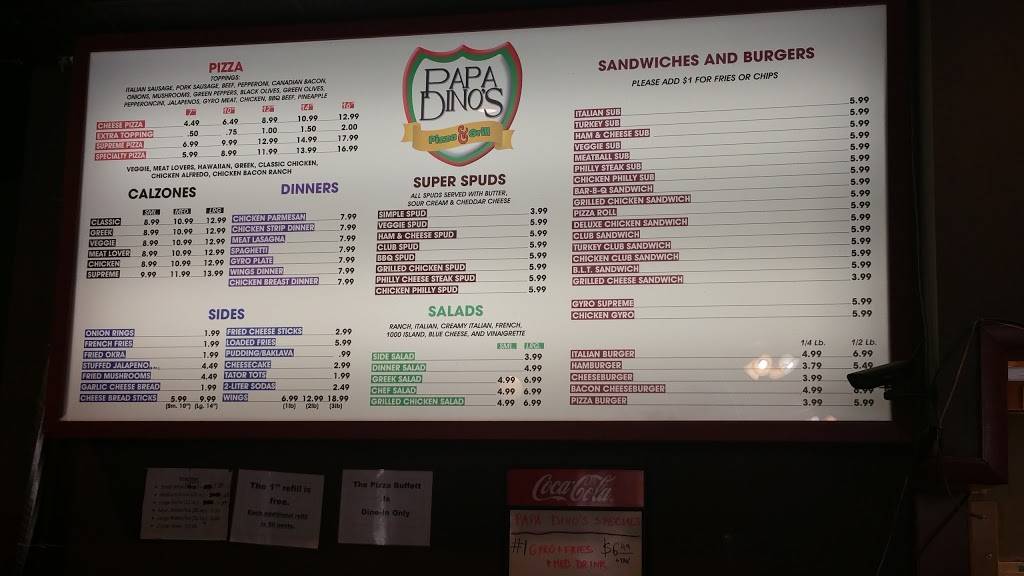 PIZZA
TOPPINGS:
ITALIAN SAUSAGE, PORK SAUSAGE, BEEF, PEPPERONI, CANADIAN BACON,
ONIONS, MUSHROOMS, GREEN PEPPERS, BLACK OLIVES, GREEN OLIVES,
PEPPERONCINI, JALAPENOS, GYRO MEAT, CHICKEN, BBQ BEEF, PINEAPPLE
7" 10" 12" 14" 16"
CHEESE PIZZA 4.49 6.49 8.99 10.99 12.99
EXTRA TOPPING .50 .75 1.00 1.50 2.00
SUPREME PIZZA 6.99 9.99 12.99 14.99 17.99
SPECIALTY PIZZA 5.99 8.99 11.99 13.99 16.99
VEGGIE, MEAT LOVERS, HAWAIIAN, GREEK, CLASSIC CHICKEN,
CHICKEN ALFREDO, CHICKEN BACON RANCH
CALZONES
SML MED LRG
CLASSIC 8.99 10.99 12.99
GREEK 8.99 10.99 12.99
VEGGIE 8.99 10.99 12.99
MEAT LOVER 8.99 10.99 12.99
CHICKEN 8.99 10.99 12.99
SUPREME 9.99 11.99 13.99
DINNERS
CHICKEN PARMESAN 7.99
CHICKEN STRIP DINNER 7.99
MEAT LASAGNA 7.99
SPAGHETTI 7.99
GYRO PLATE 7.99
WINGS DINNER 7.99
CHICKEN BREAST DINNER 7.99
SIDES
ONION RINGS 1.99
FRENCH FRIES 1.99
FRIED OKRA 1.99
STUFFED JALAPENO... 4.49
FRIED MUSHROOMS 4.49
GARLIC CHEESE BREAD 1.99
CHEESE BREAD STICKS 5.99 9.99
(Sm. 10") (Lg. 14")
FRIED CHEESE STICKS 2.99
LOADED FRIES 5.99
PUDDING/BAKLAVA .99
CHEESECAKE 2.99
TATOR TOTS 1.99
2-LITER SODAS 2.49
WINGS 6.99 12.99 18.99
(1lb) (2lb) (3lb)
PAPA
DINO'S
Pizza & Grill
SUPER SPUDS
ALL SPUDS SERVED WITH BUTTER,
SOUR CREAM & CHEDDAR CHEESE
SIMPLE SPUD 3.99
VEGGIE SPUD 5.99
HAM & CHEESE SPUD 5.99
CLUB SPUD 5.99
BBQ SPUD 5.99
GRILLED CHICKEN SPUD 5.99
PHILLY CHEESE STEAK SPUD 5.99
CHICKEN PHILLY SPUD 5.99
SALADS
RANCH, ITALIAN, CREAMY ITALIAN, FRENCH,
1000 ISLAND, BLUE CHEESE, AND VINAIGRETTE
SML LRG
SIDE SALAD 3.99
DINNER SALAD 4.99
GREEK SALAD 4.99 6.99
CHEF SALAD 4.99 6.99
GRILLED CHICKEN SALAD 4.99 6.99
SANDWICHES AND BURGERS
PLEASE ADD $1 FOR FRIES OR CHIPS
ITALIAN SUB 5.99
TURKEY SUB 5.99
HAM & CHEESE SUB 5.99
VEGGIE SUB 5.99
MEATBALL SUB 5.99
PHILLY STEAK SUB 5.99
CHICKEN PHILLY SUB 5.99
BAR-B-Q SANDWICH 5.99
GRILLED CHICKEN SANDWICH 5.99
PIZZA ROLL 5.99
DELUXE CHICKEN SANDWICH 5.99
CLUB SANDWICH 5.99
TURKEY CLUB SANDWICH 5.99
CHICKEN CLUB SANDWICH 5.99
B.L.T. SANDWICH 5.99
GRILLED CHEESE SANDWICH 3.99
GYRO SUPREME 5.99
CHICKEN GYRO 5.99
1/4 Lb. 1/2 Lb.
ITALIAN BURGER 4.99 6.99
HAMBURGER 3.79 5.49
CHEESEBURGER 3.99
BACON CHEESEBURGER 4.99 6.99
PIZZA BURGER 3.99 5.99
The 1st refill is
free.
Each additional refill
is 50 cents.
The Pizza Buffett
is
Dine-in Only
Coca-Cola
PAPA DINO'S SPECIALS
#1 GYRO & FRIES $6.49
& MED. DRINK +TAX